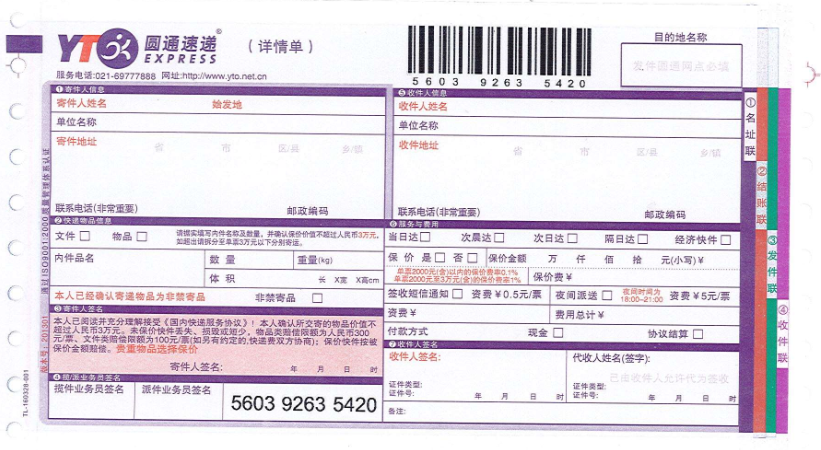 YTO 圆通速递®
EXPRESS
（详情单）
服务电话:021-69777888 网址:http://www.yto.net.cn
5603 9263 5420
目的地名称
发件圆通网点必填
①寄件人信息
寄件人姓名 始发地
单位名称
寄件地址
省 市 区/县 乡/镇
联系电话(非常重要) 邮政编码
⑤收件人信息
收件人姓名
单位名称
收件地址
省 市 区/县 乡/镇
联系电话(非常重要) 邮政编码
②快递物品信息
文件□ 物品□
请据实填写内件名称及数量，并确认保价价值不超过人民币3万元，
如超出请拆分至单票3万元以下分别寄运。
内件品名 数 量 重量(kg)
体 积 长 X宽 X高cm
本人已经确认寄递物品为非禁寄品 非禁寄品 □
③寄件人签名
本人已阅读并充分理解接受《国内快递服务协议》！本人确认所交寄的物品价值不
超过人民币3万元。未保价快件丢失、损毁或短少，物品类赔偿限额为人民币300
元/票、文件类赔偿限额为100元/票(如另有约定的,快递费双方协商)；保价快件按被
保价金额赔偿。贵重物品选择保价
寄件人签名： 年 月 日 时
④揽/派业务员签名
揽件业务员签名 派件业务员签名
5603 9263 5420
⑥服务与费用
当日达□ 次晨达□ 次日达□ 隔日达□ 经济快件□
保 价 是□ 否□ 保价金额 万 仟 佰 拾 元(小写)￥
单票2000元(含)以内的保价费率0.1%
单票2000元至3万元(含)的保价费率1%
保价费￥
签收短信通知□ 资费￥0.5元/票 夜间派送□ 夜间时间为
18:00-21:00 资费￥5元/票
资费￥ 费用总计￥
付款方式 现金□ 协议结算□
⑦收件人签名
收件人签名：
证件类型：
证件号： 年 月 日 时
代收人姓名(签字)：
已由收件人允许代为签收
证件类型：
证件号： 年 月 日 时
备注：
①名址联
②结账联
③发件联
④收件联
通过ISO9001:2000质量管理体系认证
版本号：201301
TL-160328-001